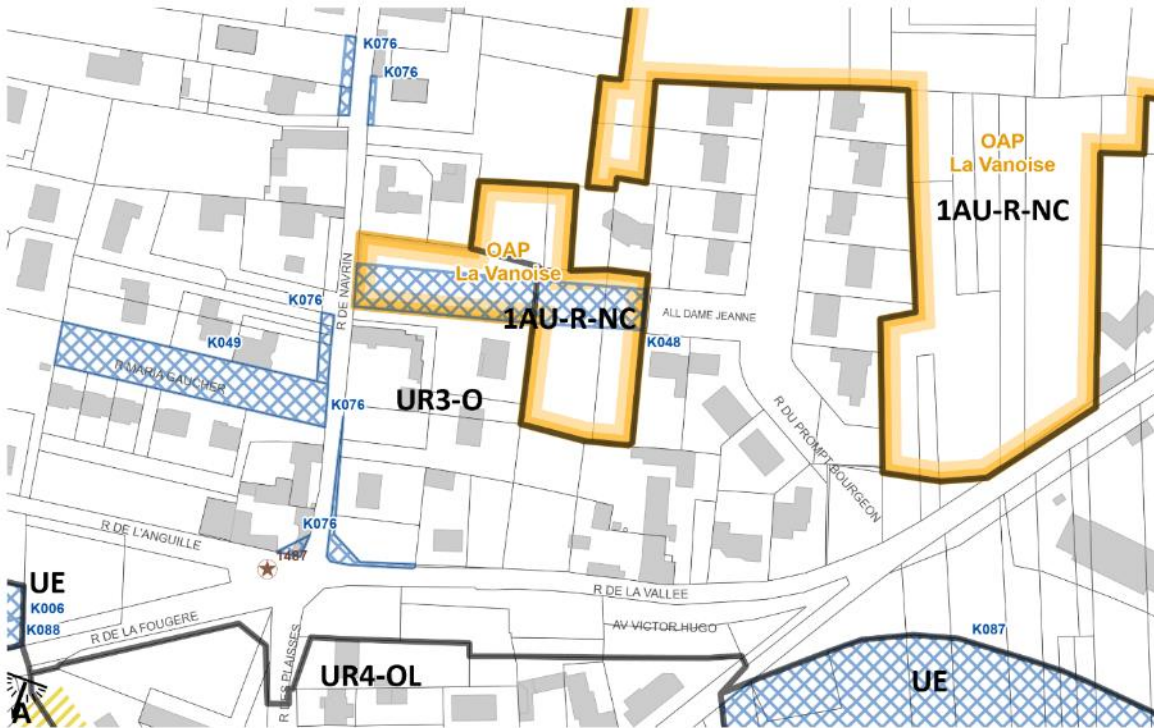 K076
K076
OAP
La Vanoise
1AU-R-NC
OAP
La Vanoise
R DE NAVRIN
K076
1AU-R-NC
ALL DAME JEANNE
K049
K048
R MARIA GAUCHER
UR3-O
K076
R DU PROMPT BOURGEON
K076
R DE L'ANGUILLE
1487
UE
K006
R DE LA VALLEE
K088
R DE LA FOUGERE
AV VICTOR HUGO
K087
UR4-OL
UE
R DES PLAISSES
A